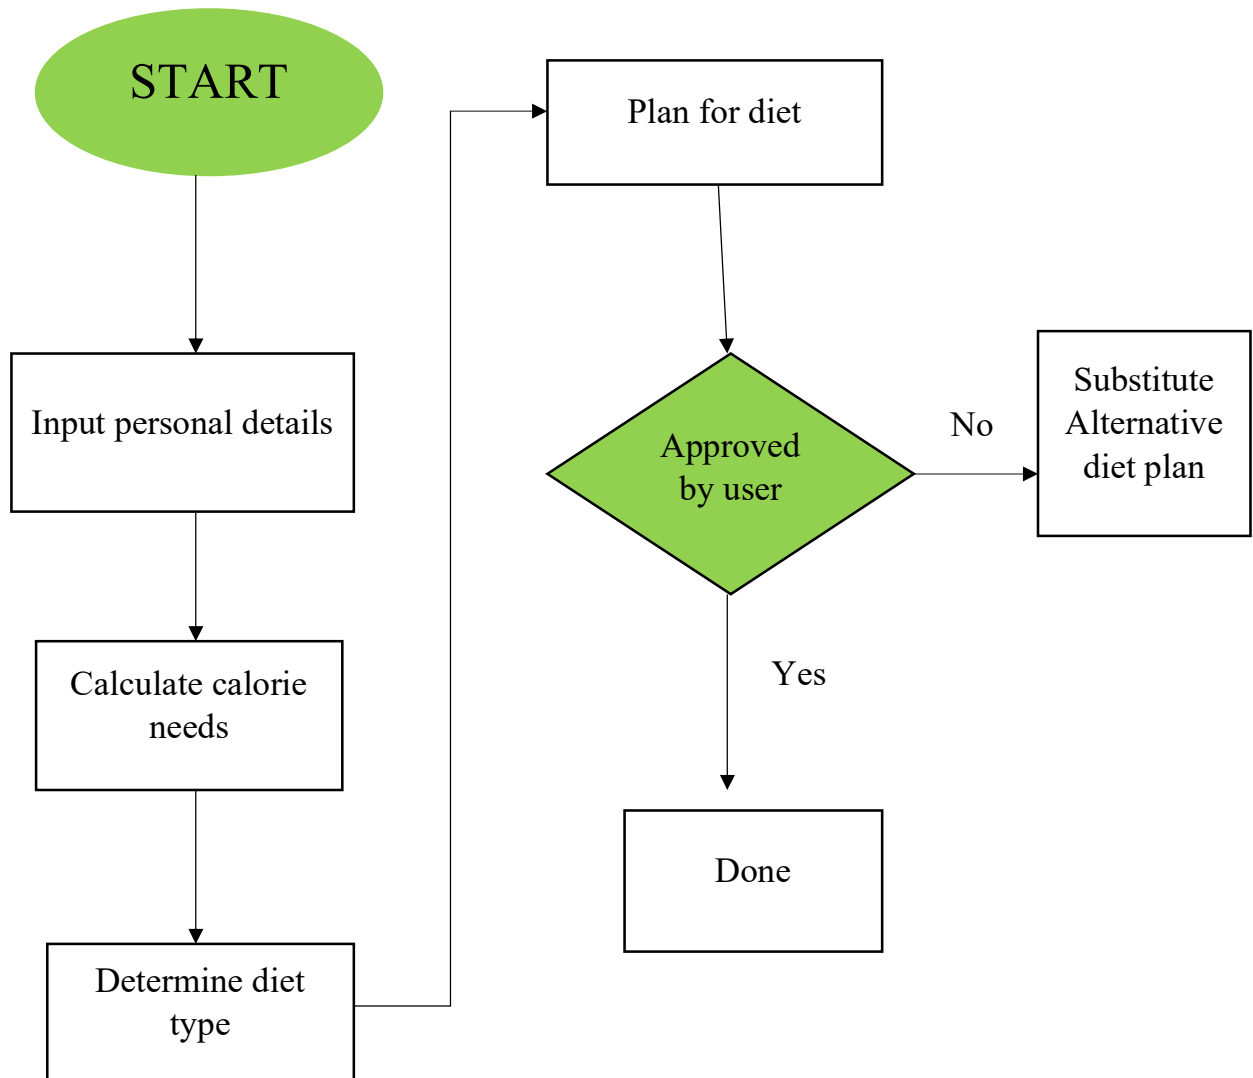 START
Input personal details
Calculate calorie
needs
Determine diet
type
Plan for diet
Approved
by user
No
Substitute
Alternative
diet plan
Yes
Done